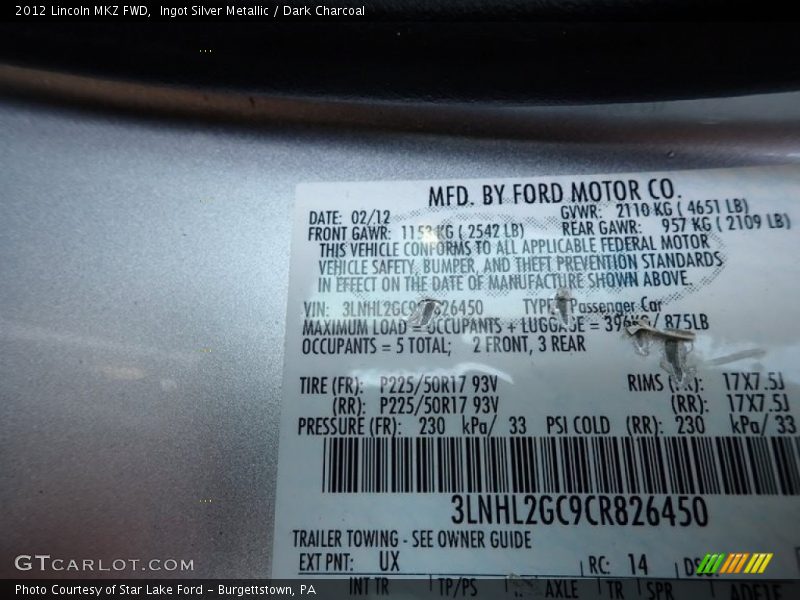 2012 Lincoln MKZ FWD,  Ingot Silver Metallic / Dark Charcoal
MFD. BY FORD MOTOR CO.
DATE: 02/12 GVWR: 2110 KG ( 4651 LB)
FRONT GAWR: 1153 KG ( 2542 LB) REAR GAWR: 957 KG ( 2109 LB)
THIS VEHICLE CONFORMS TO ALL APPLICABLE FEDERAL MOTOR
VEHICLE SAFETY, BUMPER, AND THEFT PREVENTION STANDARDS
IN EFFECT ON THE DATE OF MANUFACTURE SHOWN ABOVE.
VIN: TYPE: Passenger Car
MAXIMUM LOAD = OCCUPANTS + LUGGAGE = 396KG / 875LB
OCCUPANTS = 5 TOTAL; 2 FRONT, 3 REAR
TIRE (FR): P225/50R17 93V RIMS (FR): 17X7.5J
(RR): P225/50R17 93V (RR): 17X7.5J
PRESSURE (FR): 230 kPa/ 33 PSI COLD (RR): 230 kPa/ 33
3LNHL2GC9CR826450
TRAILER TOWING - SEE OWNER GUIDE
EXT PNT: UX RC: 14
INT TR TP/PS AXLE TR SPR
GTCARLOT.COM
Photo Courtesy of Star Lake Ford - Burgettstown, PA